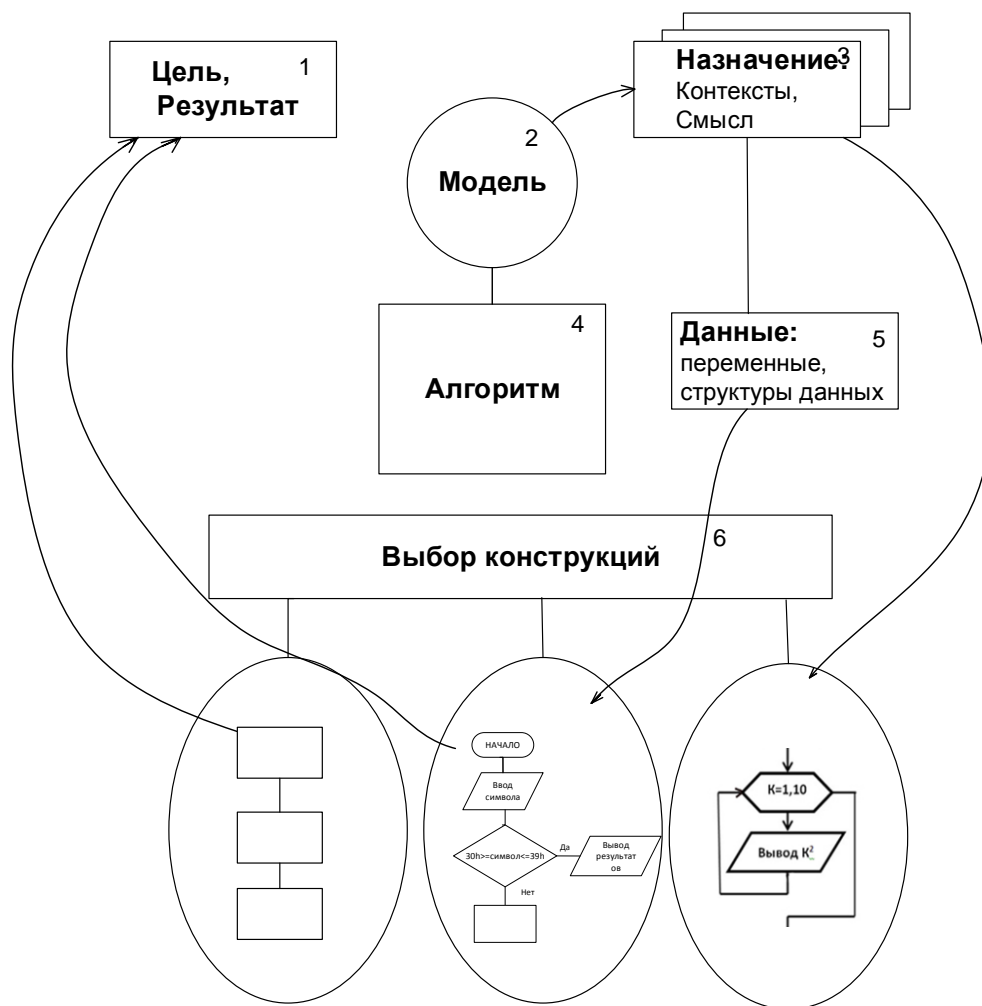 1
Цель,
Результат
2
Модель
3
Назначение:
Контексты,
Смысл
4
Алгоритм
5
Данные:
переменные,
структуры данных
6
Выбор конструкций
НАЧАЛО
Ввод
символа
30h>=символ<=39h
Да
Вывод
результат
ов
Нет
K=1,10
Вывод K²